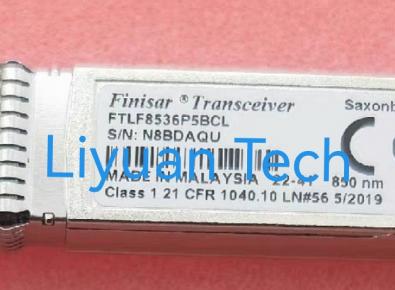 Finisar ® Transceiver Saxonb
FTLF8536P5BCL
S/N: N8BDAQU
C
Liyuan Tech
MADE IN MALAYSIA 22-41 850 nm
Class 1 21 CFR 1040.10 LN#56 5/2019